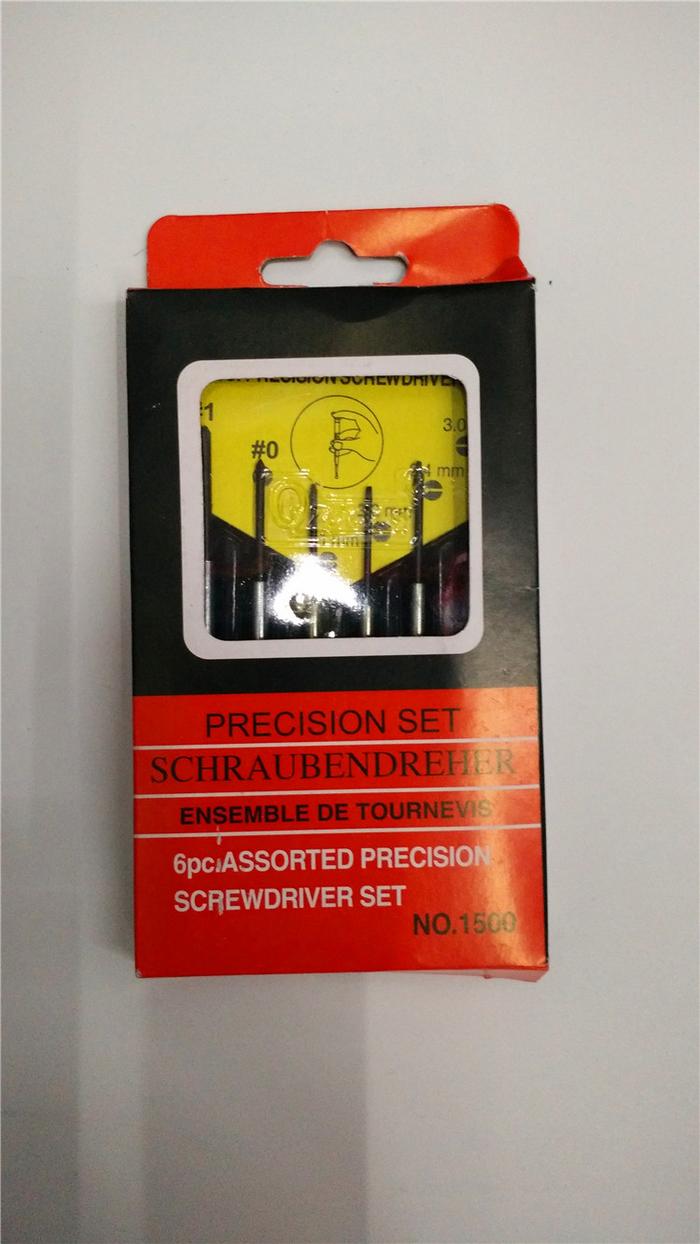 PRECISION SCREWDRIVER
#1
#0
3.0
mm
PRECISION SET
SCHRAUBENDREHER
ENSEMBLE DE TOURNEVIS
6pc.ASSORTED PRECISION
SCREWDRIVER SET
NO.1500